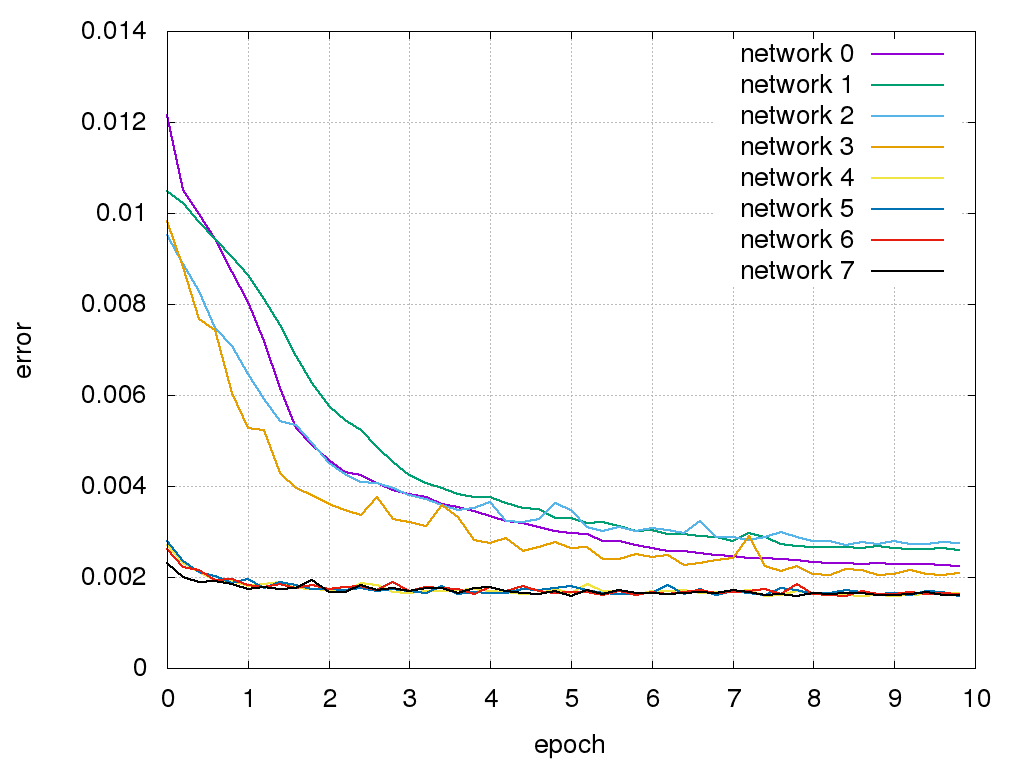 0.014
0.012
0.01
0.008
0.006
0.004
0.002
0
error
network 0
network 1
network 2
network 3
network 4
network 5
network 6
network 7
0 1 2 3 4 5 6 7 8 9 10
epoch